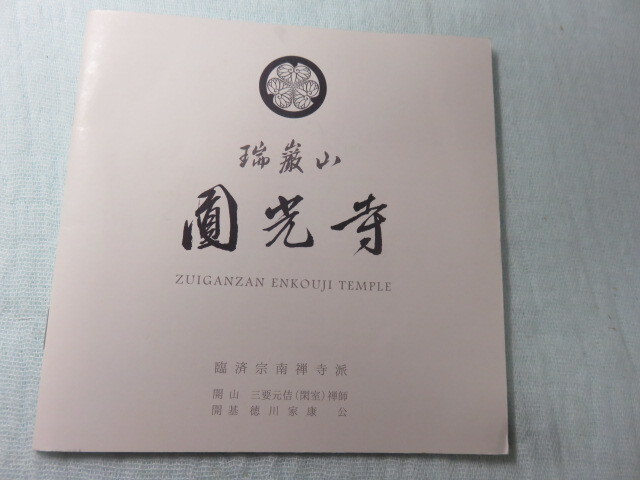 瑞巖山
圓光寺
ZUIGANZAN ENKOUJI TEMPLE
臨済宗南禅寺派
開山 三要元佶(閑室)禅師
開基 徳川家康 公